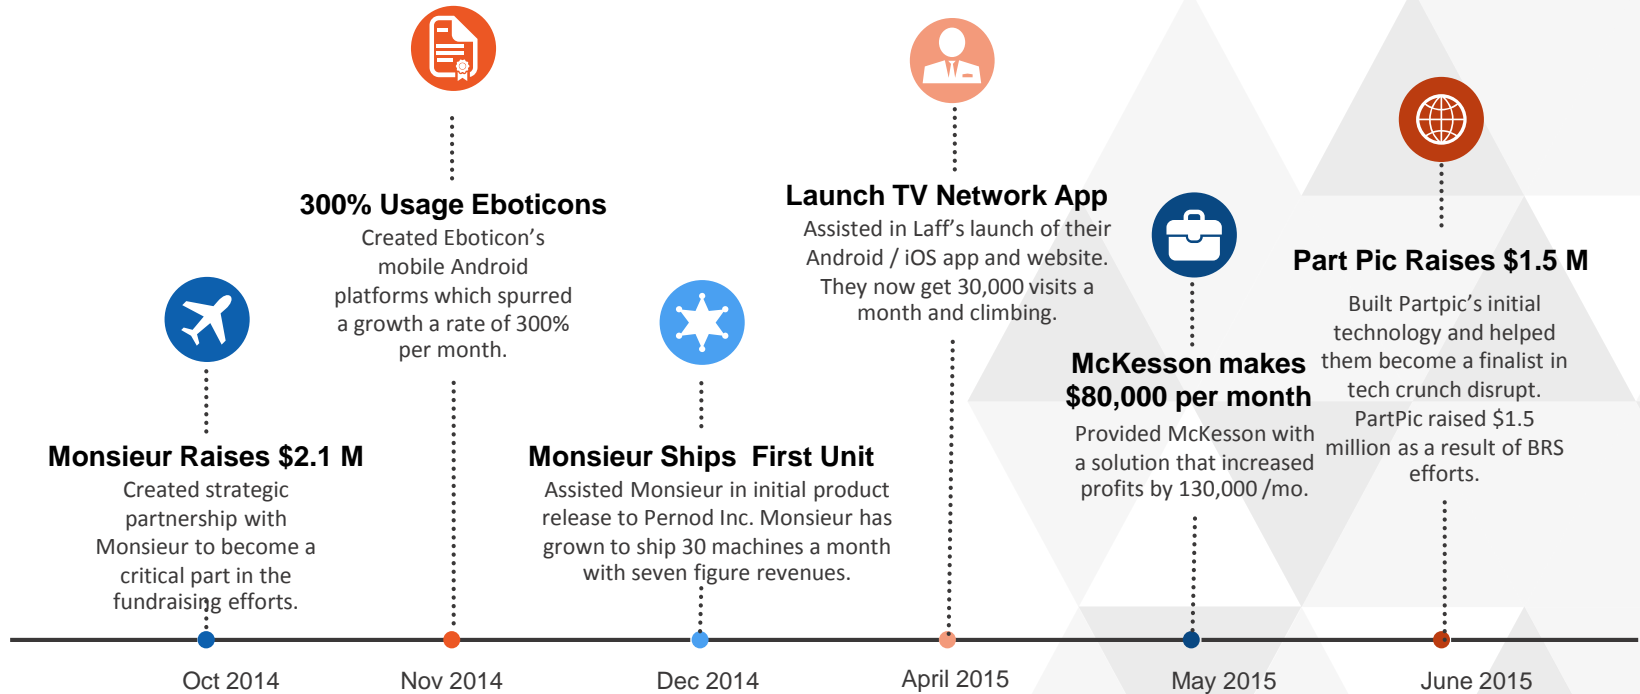 300% Usage Eboticons
Created Eboticon’s
mobile Android
platforms which spurred
a growth a rate of 300%
per month.
Launch TV Network App
Assisted in Laff’s launch of their
Android / iOS app and website.
They now get 30,000 visits a
month and climbing.
Part Pic Raises $1.5 M
Built Partpic’s initial
technology and helped
them become a finalist in
tech crunch disrupt.
PartPic raised $1.5
million as a result of BRS
efforts.
McKesson makes
$80,000 per month
Provided McKesson with
a solution that increased
profits by 130,000 /mo.
Monsieur Raises $2.1 M
Created strategic
partnership with
Monsieur to become a
critical part in the
fundraising efforts.
Monsieur Ships  First Unit
Assisted Monsieur in initial product
release to Pernod Inc. Monsieur has
grown to ship 30 machines a month
with seven figure revenues.
Oct 2014
Nov 2014
Dec 2014
April 2015
May 2015
June 2015